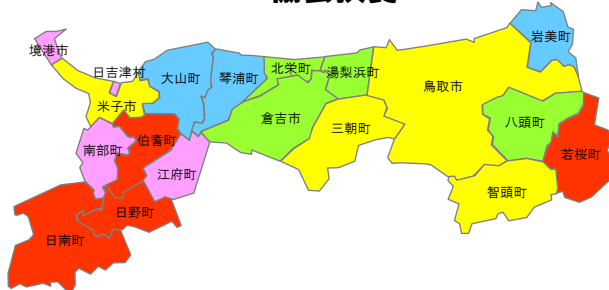 岩美町
境港市
日吉津村
大山町
琴浦町
北栄町
湯梨浜町
鳥取市
米子市
倉吉市
三朝町
八頭町
南部町
伯耆町
江府町
若桜町
智頭町
日南町
日野町